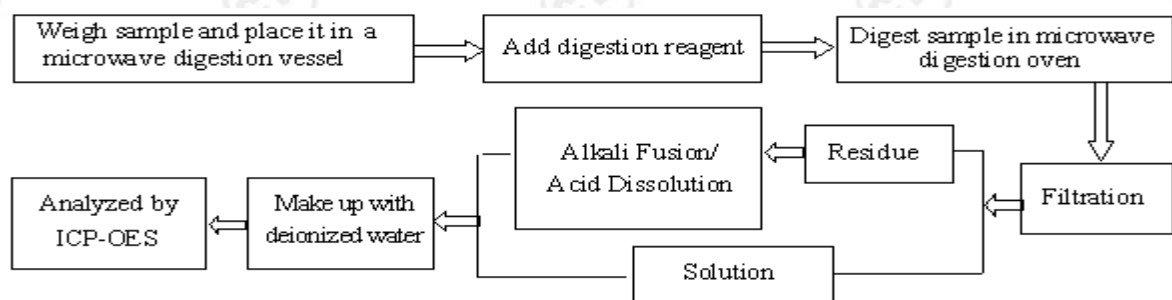 Weigh sample and place it in a
microwave digestion vessel
Add digestion reagent
Digest sample in microwave
digestion oven
Filtration
Residue
Alkali Fusion/
Acid Dissolution
Solution
Make up with
deionized water
Analyzed by
ICP-OES